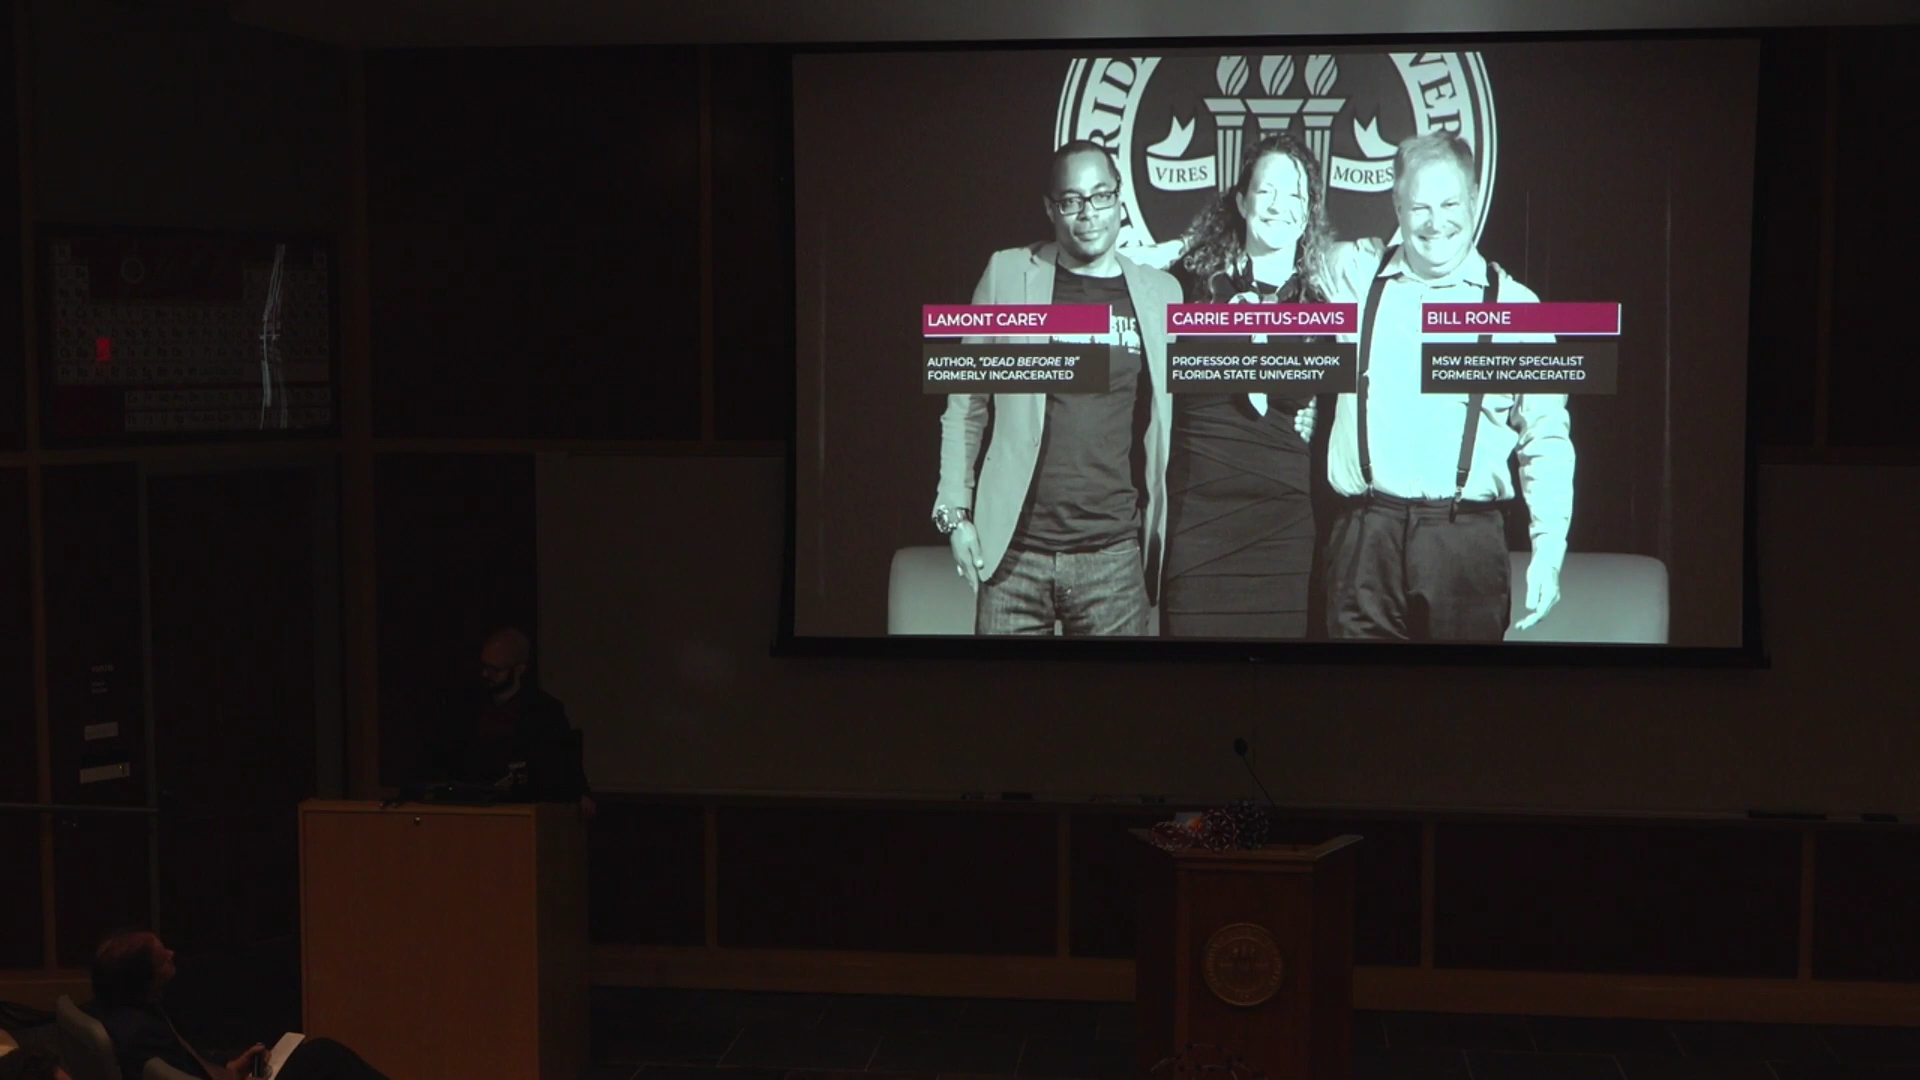 VIRES
MORES
LAMONT CAREY
AUTHOR, "DEAD BEFORE 18"
FORMERLY INCARCERATED
CARRIE PETTUS-DAVIS
PROFESSOR OF SOCIAL WORK
FLORIDA STATE UNIVERSITY
BILL RONE
MSW REENTRY SPECIALIST
FORMERLY INCARCERATED